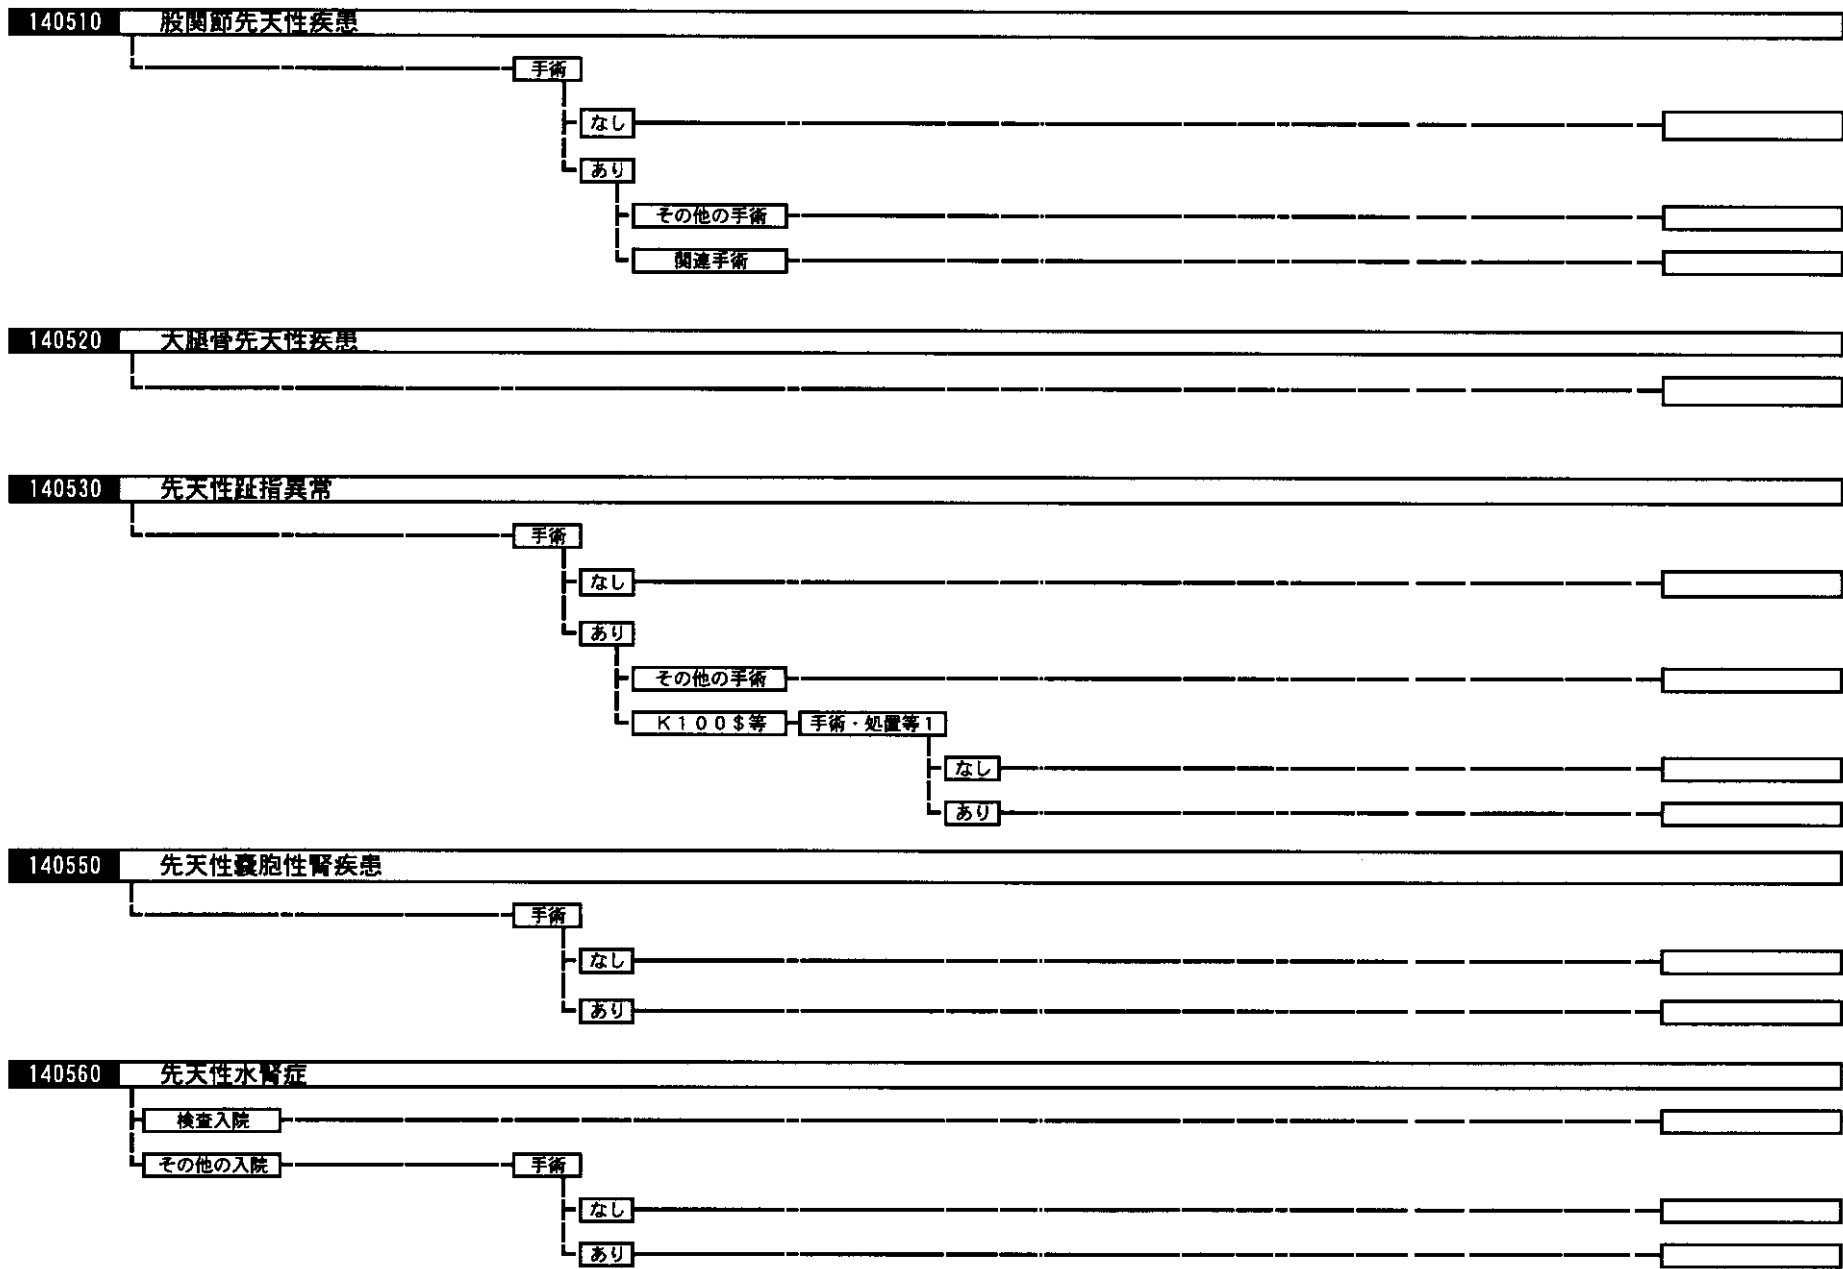 140510 股関節先天性疾患
手術
なし
あり
その他の手術
関連手術
140520 大腿骨先天性疾患
140530 先天性趾指異常
手術
なし
あり
その他の手術
K100$等 手術・処置等1
なし
あり
140550 先天性嚢胞性腎疾患
手術
なし
あり
140560 先天性水腎症
検査入院
その他の入院 手術
なし
あり